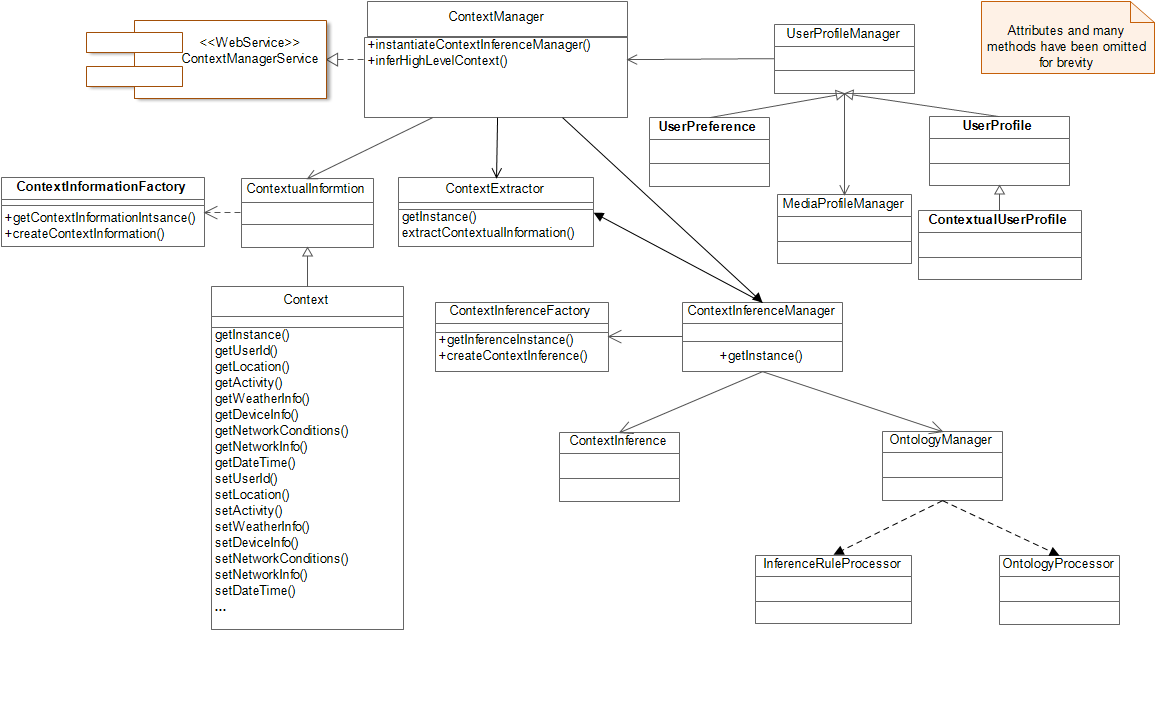 ContextManager
+instantiateContextInferenceManager()
+inferHighLevelContext()
<<WebService>>
ContextManagerService
UserProfileManager
Attributes and many
methods have been omitted
for brevity
UserPreference
UserProfile
MediaProfileManager
ContextualUserProfile
ContextInformationFactory
+getContextInformationIntsance()
+createContextInformation()
ContextualInformtion
ContextExtractor
getInstance()
extractContextualInformation()
Context
getInstance()
getUserId()
getLocation()
getActivity()
getWeatherInfo()
getDeviceInfo()
getNetworkConditions()
getNetworkInfo()
getDateTime()
setUserId()
setLocation()
setActivity()
setWeatherInfo()
setDeviceInfo()
setNetworkConditions()
setNetworkInfo()
setDateTime()
...
ContextInferenceFactory
+getInferenceInstance()
+createContextInference()
ContextInferenceManager
+getInstance()
ContextInference
OntologyManager
InferenceRuleProcessor
OntologyProcessor